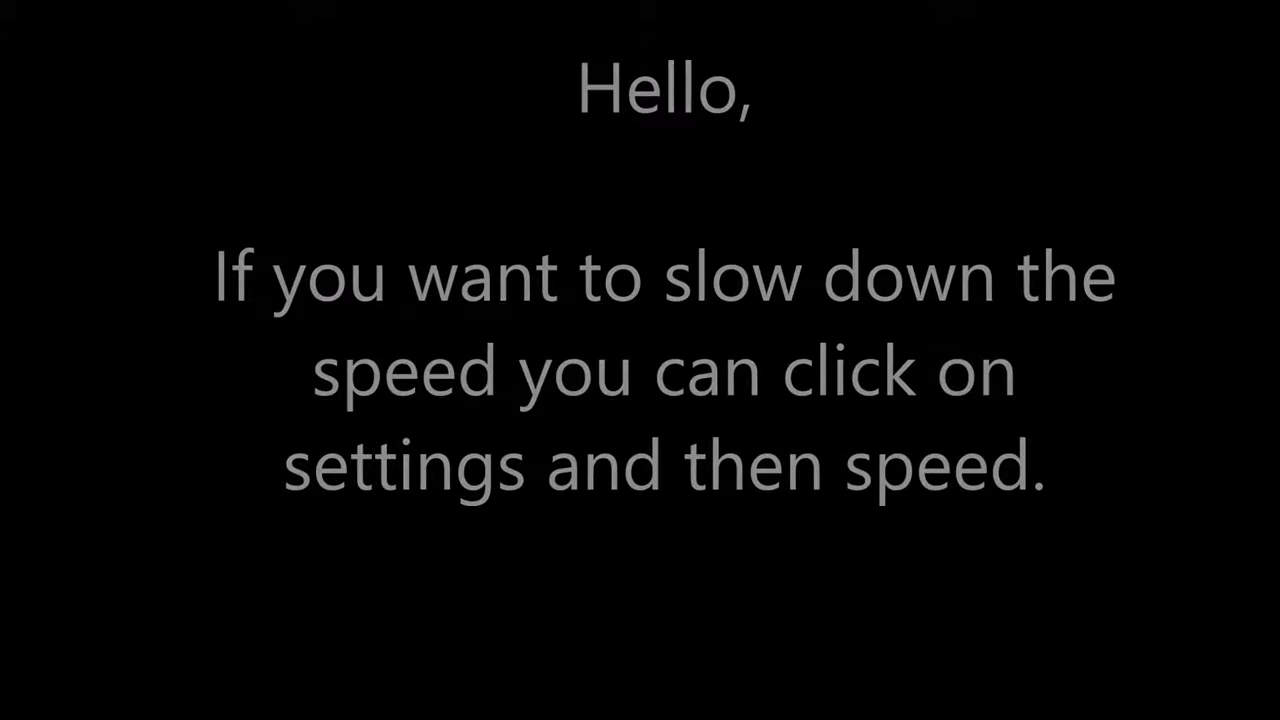 Hello,
If you want to slow down the
speed you can click on
settings and then speed.